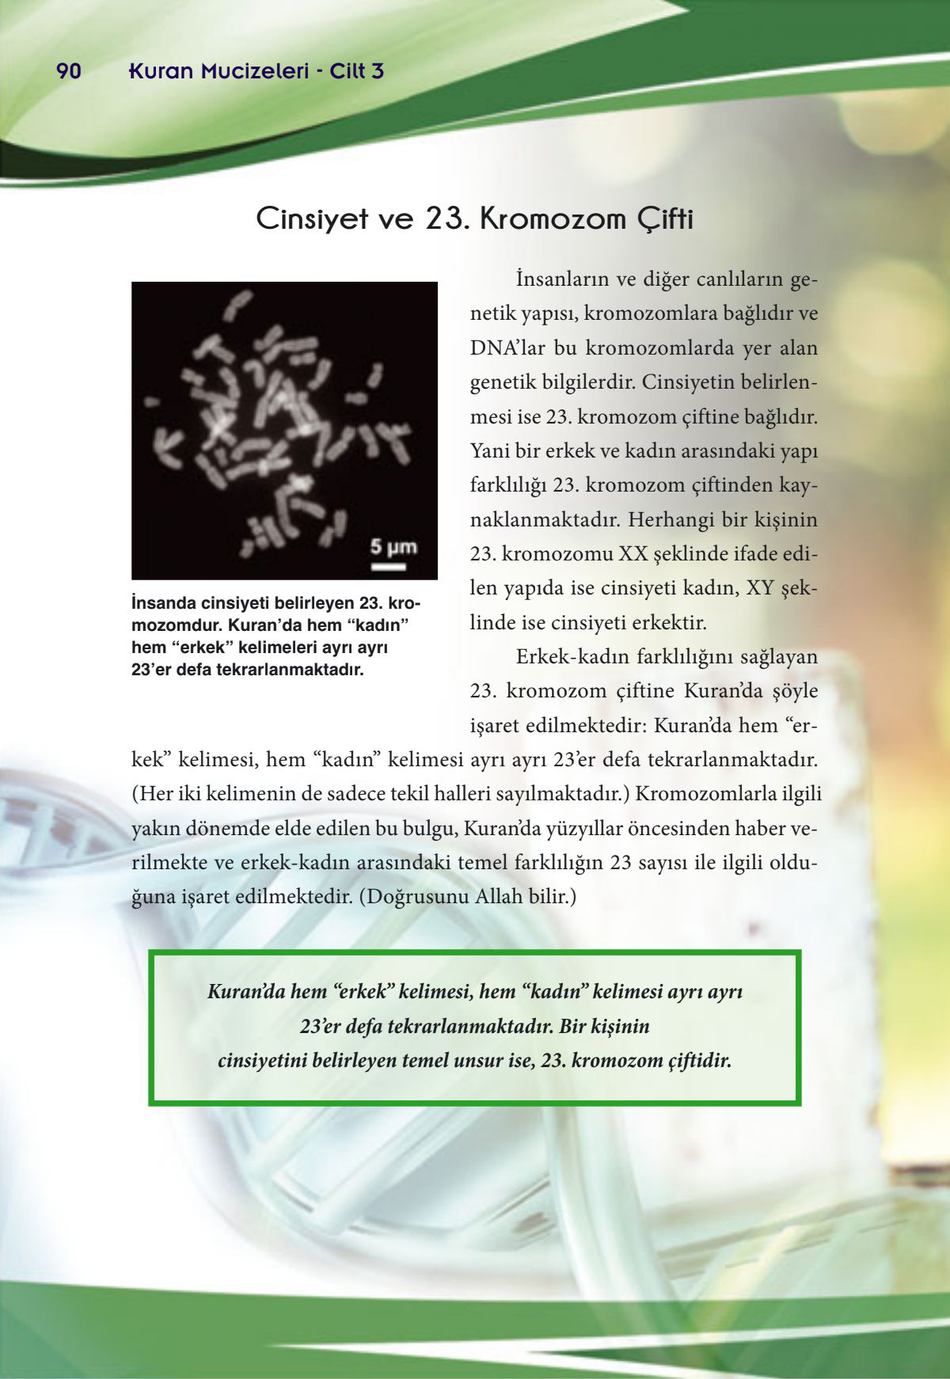 90 Kuran Mucizeleri - Cilt 3
Cinsiyet ve 23. Kromozom Çifti
5 µm
İnsanda cinsiyeti belirleyen 23. kro-
mozomdur. Kuran’da hem “kadın”
hem “erkek” kelimeleri ayrı ayrı
23’er defa tekrarlanmaktadır.
İnsanların ve diğer canlıların ge-
netik yapısı, kromozomlara bağlıdır ve
DNA’lar bu kromozomlarda yer alan
genetik bilgilerdir. Cinsiyetin belirlen-
mesi ise 23. kromozom çiftine bağlıdır.
Yani bir erkek ve kadın arasındaki yapı
farklılığı 23. kromozom çiftinden kay-
naklanmaktadır. Herhangi bir kişinin
23. kromozomu XX şeklinde ifade edi-
len yapıda ise cinsiyeti kadın, XY şek-
linde ise cinsiyeti erkektir.
Erkek-kadın farklılığını sağlayan
23. kromozom çiftine Kuran’da şöyle
işaret edilmektedir: Kuran’da hem “er-
kek” kelimesi, hem “kadın” kelimesi ayrı ayrı 23’er defa tekrarlanmaktadır.
(Her iki kelimenin de sadece tekil halleri sayılmaktadır.) Kromozomlarla ilgili
yakın dönemde elde edilen bu bulgu, Kuran’da yüzyıllar öncesinden haber ve-
rilmekte ve erkek-kadın arasındaki temel farklılığın 23 sayısı ile ilgili oldu-
ğuna işaret edilmektedir. (Doğrusunu Allah bilir.)
Kuran’da hem “erkek” kelimesi, hem “kadın” kelimesi ayrı ayrı
23’er defa tekrarlanmaktadır. Bir kişinin
cinsiyetini belirleyen temel unsur ise, 23. kromozom çiftidir.